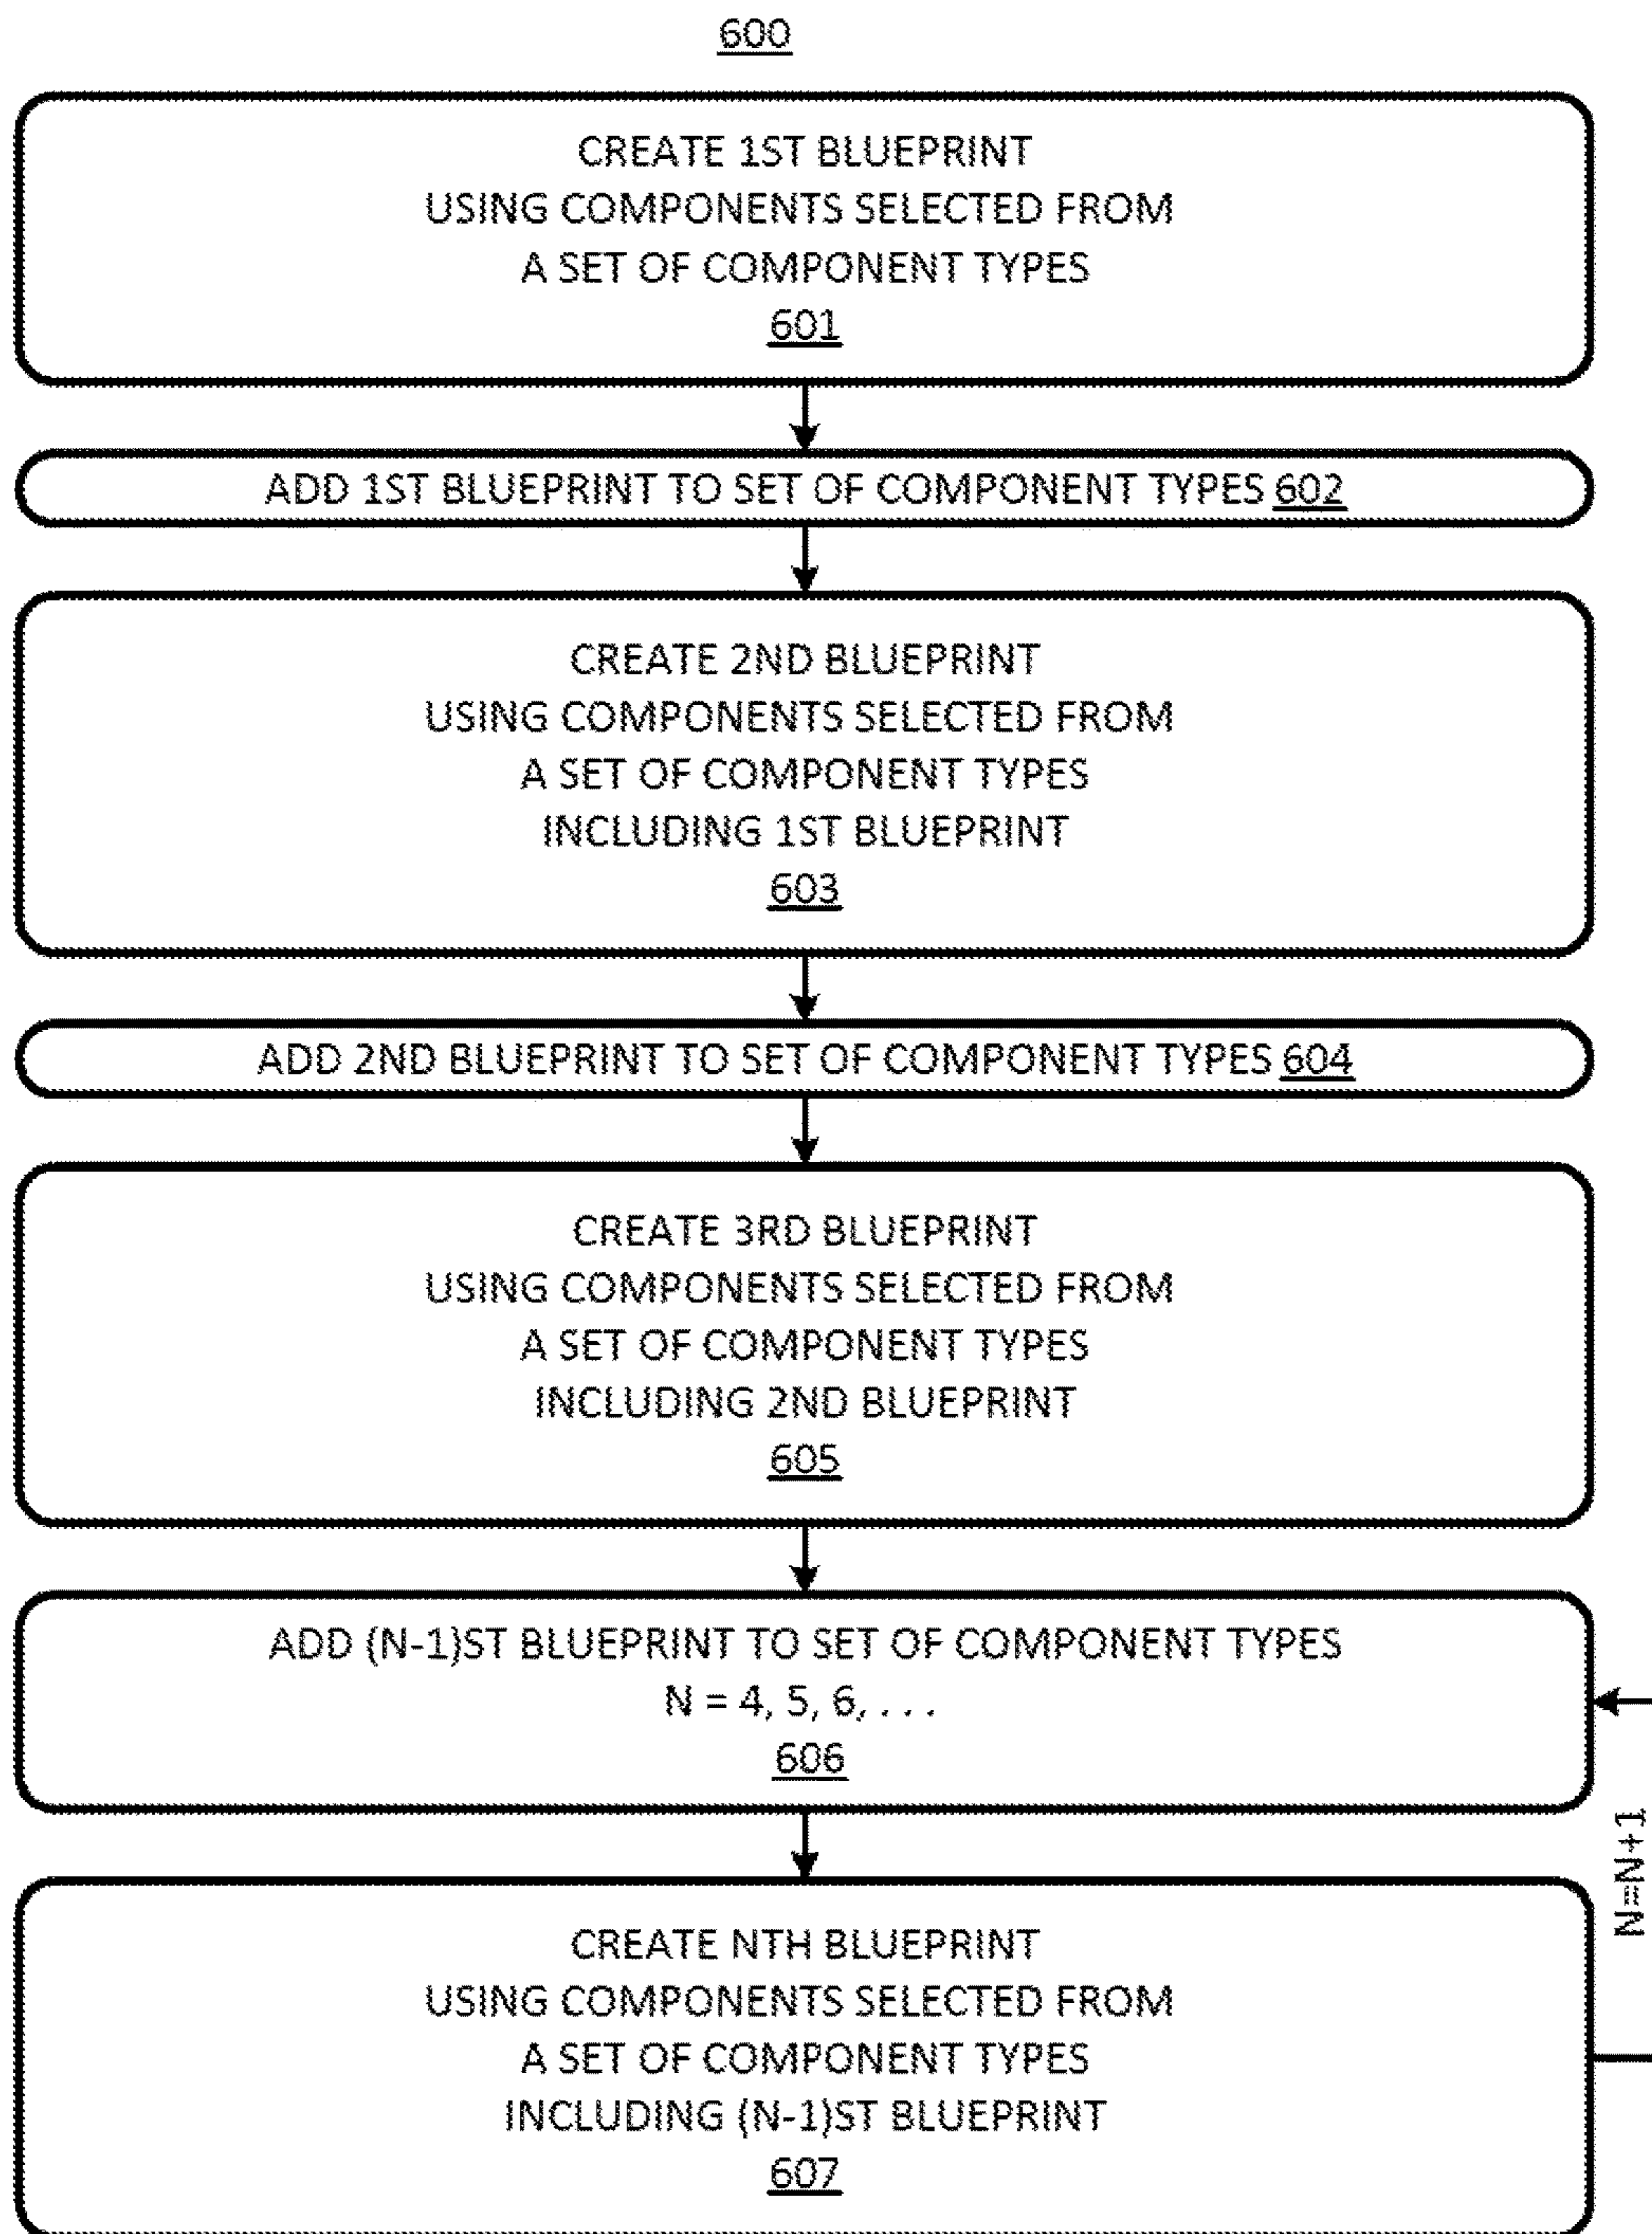 600
CREATE 1ST BLUEPRINT
USING COMPONENTS SELECTED FROM
A SET OF COMPONENT TYPES
601
ADD 1ST BLUEPRINT TO SET OF COMPONENT TYPES 602
CREATE 2ND BLUEPRINT
USING COMPONENTS SELECTED FROM
A SET OF COMPONENT TYPES
INCLUDING 1ST BLUEPRINT
603
ADD 2ND BLUEPRINT TO SET OF COMPONENT TYPES 604
CREATE 3RD BLUEPRINT
USING COMPONENTS SELECTED FROM
A SET OF COMPONENT TYPES
INCLUDING 2ND BLUEPRINT
605
ADD (N-1)ST BLUEPRINT TO SET OF COMPONENT TYPES
N = 4, 5, 6, . . .
606
N=N+1
CREATE NTH BLUEPRINT
USING COMPONENTS SELECTED FROM
A SET OF COMPONENT TYPES
INCLUDING (N-1)ST BLUEPRINT
607